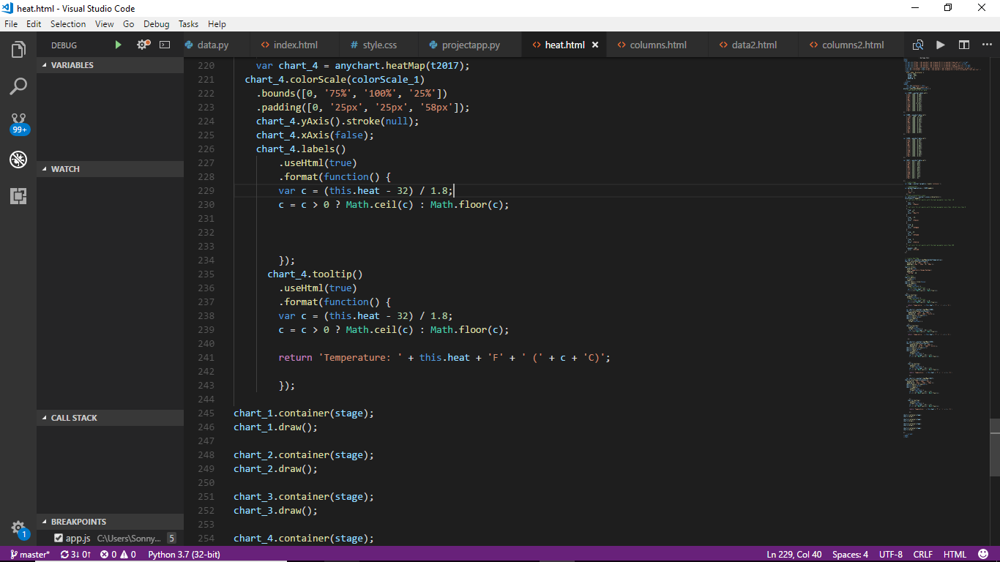 heat.html - Visual Studio Code
File Edit Selection View Go Debug Tasks Help
DEBUG
data.py
index.html
# style.css
projectapp.py
heat.html
columns.html
data2.html
columns2.html
VARIABLES
99+
WATCH
CALL STACK
BREAKPOINTS
app.js C:\Users\Sonny... 5
1
220 var chart_4 = anychart.heatMap(t2017);
221 chart_4.colorScale(colorScale_1)
222 .bounds([0, '75%', '100%', '25%'])
223 .padding([0, '25px', '25px', '58px']);
224 chart_4.yAxis().stroke(null);
225 chart_4.xAxis(false);
226 chart_4.labels()
227 .useHtml(true)
228 .format(function() {
229 var c = (this.heat - 32) / 1.8;
230 c = c > 0 ? Math.ceil(c) : Math.floor(c);
231
232
233
234 });
235 chart_4.tooltip()
236 .useHtml(true)
237 .format(function() {
238 var c = (this.heat - 32) / 1.8;
239 c = c > 0 ? Math.ceil(c) : Math.floor(c);
240
241 return 'Temperature: ' + this.heat + 'F' + ' (' + c + 'C)';
242
243 });
244
245 chart_1.container(stage);
246 chart_1.draw();
247
248 chart_2.container(stage);
249 chart_2.draw();
250
251 chart_3.container(stage);
252 chart_3.draw();
253
254 chart_4.container(stage);
master* 3↓ 0↑ 0 0 Python 3.7 (32-bit) Ln 229, Col 40 Spaces: 4 UTF-8 CRLF HTML